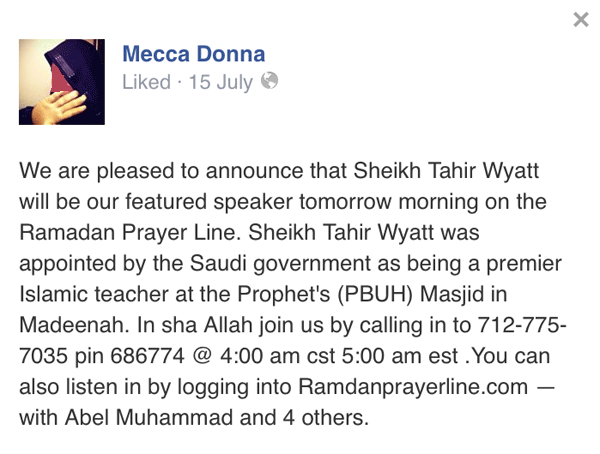 Mecca Donna
Liked · 15 July
We are pleased to announce that Sheikh Tahir Wyatt
will be our featured speaker tomorrow morning on the
Ramadan Prayer Line. Sheikh Tahir Wyatt was
appointed by the Saudi government as being a premier
Islamic teacher at the Prophet's (PBUH) Masjid in
Madeenah. In sha Allah join us by calling in to 712-775-
7035 pin 686774 @ 4:00 am cst 5:00 am est .You can
also listen in by logging into Ramdanprayerline.com —
with Abel Muhammad and 4 others.